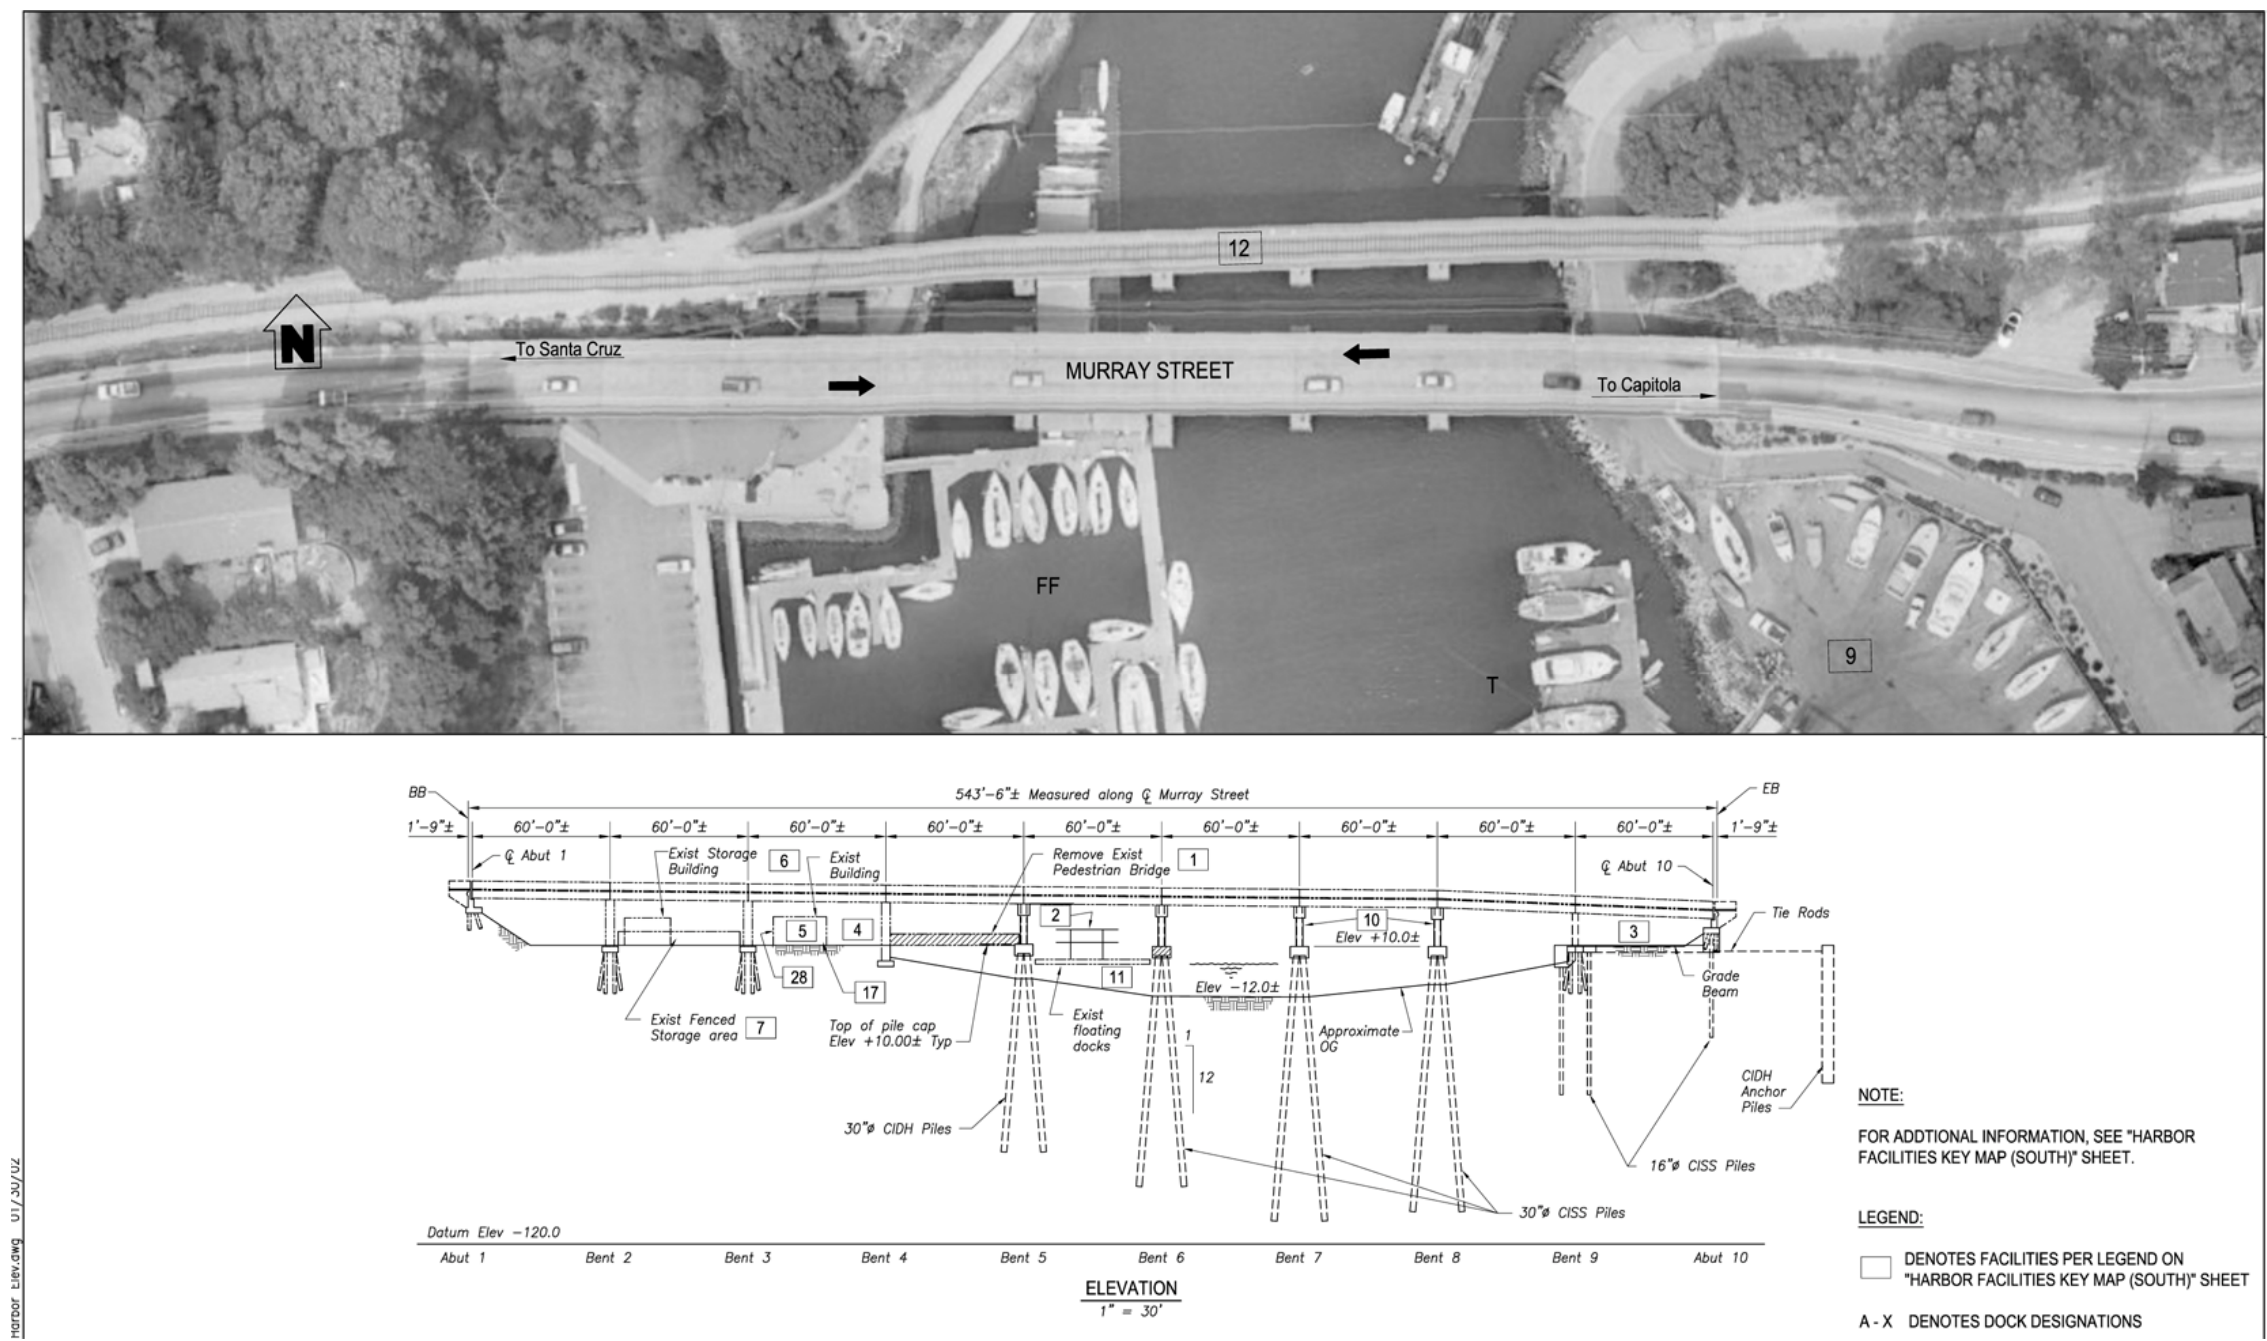 12
N
To Santa Cruz
MURRAY STREET
To Capitola
FF
9
T
BB
543'-6"± Measured along ℄ Murray Street
EB
1'-9"±
60'-0"±
60'-0"±
60'-0"±
60'-0"±
60'-0"±
60'-0"±
60'-0"±
60'-0"±
60'-0"±
1'-9"±
℄ Abut 1
Exist Storage
Building
6
Exist
Building
Remove Exist
Pedestrian Bridge
1
℄ Abut 10
2
10
Elev +10.0±
3
Tie Rods
5
4
28
17
11
Elev -12.0±
Grade
Beam
Exist Fenced
Storage area
7
Top of pile cap
Elev +10.00± Typ
Exist
floating
docks
1
12
Approximate
OG
CIDH
Anchor
Piles
30"ø CIDH Piles
16"ø CISS Piles
30"ø CISS Piles
Datum Elev -120.0
Abut 1
Bent 2
Bent 3
Bent 4
Bent 5
Bent 6
Bent 7
Bent 8
Bent 9
Abut 10
ELEVATION
1" = 30'
NOTE:
FOR ADDTIONAL INFORMATION, SEE "HARBOR
FACILITIES KEY MAP (SOUTH)" SHEET.
LEGEND:
DENOTES FACILITIES PER LEGEND ON
"HARBOR FACILITIES KEY MAP (SOUTH)" SHEET
A - X DENOTES DOCK DESIGNATIONS
Harbor Elev.dwg 01/30/02